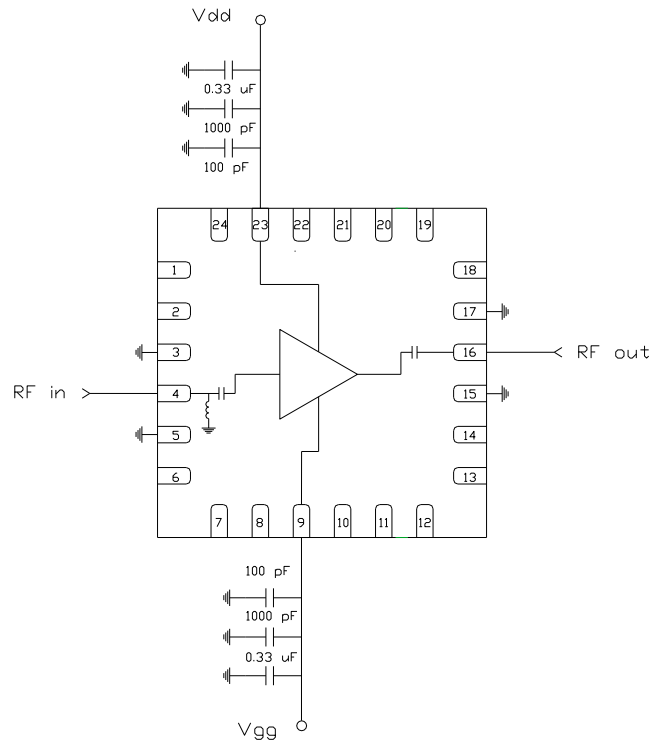 Vdd
0.33 uF
1000 pF
100 pF
24 23 22 21 20 19
1 18
2 17
3 16 RF out
RF in 4 15
5 14
6 13
7 8 9 10 11 12
100 pF
1000 pF
0.33 uF
Vgg